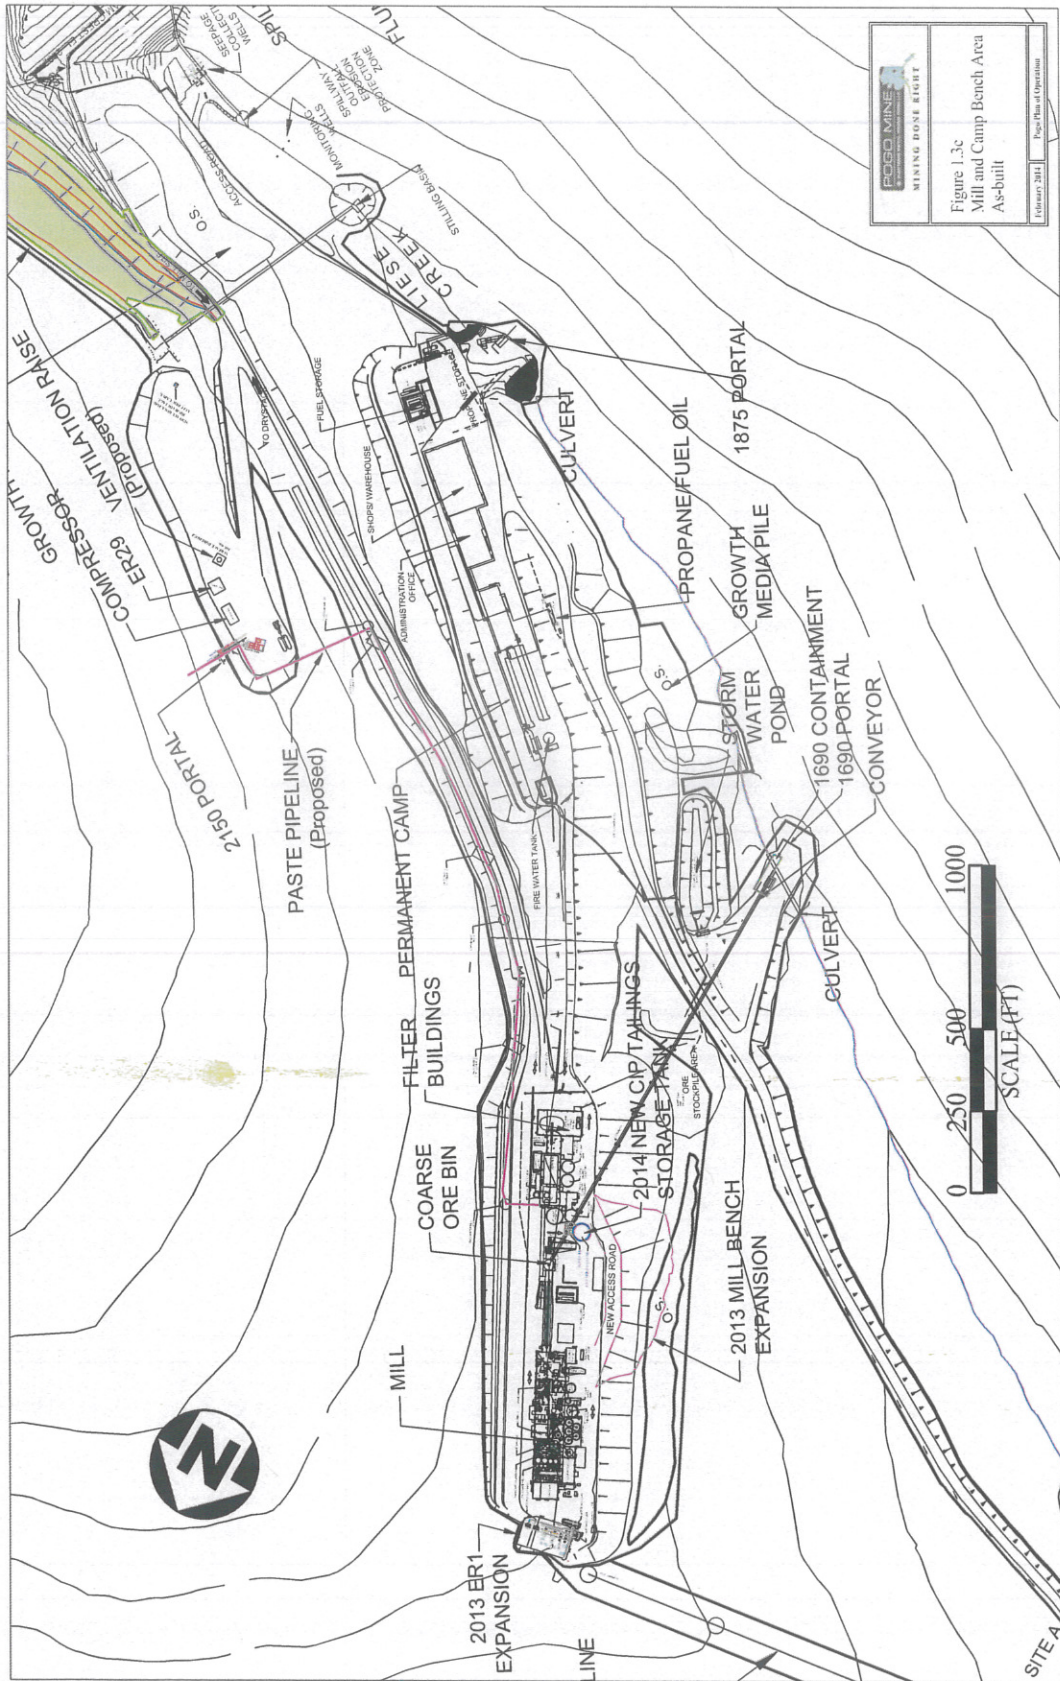 GROWTH
COMPRESSOR
ER29
VENTILATION RAISE
(Proposed)
2150 PORTAL
PASTE PIPELINE
(Proposed)
PERMANENT CAMP
FILTER
BUILDINGS
COARSE
ORE BIN
MILL
2013 ER1
EXPANSION
LINE
SEEPAGE
COLLECTION
WELLS
MONITORING
WELLS
SPILLWAY
OUTFALL
EROSION
PROTECTION
ZONE
ACCESS ROAD
O.S.
STILLING BASIN
LIESE
CREEK
TO DRYSTACK
FUEL STORAGE
SHOPS/ WAREHOUSE
ADMINISTRATION
OFFICE
FIRE WATER TANK
PROPANE STORAGE
CULVERT
1875 PORTAL
PROPANE/FUEL OIL
GROWTH
MEDIA PILE
O.S.
STORM
WATER
POND
1690 CONTAINMENT
1690 PORTAL
CONVEYOR
CULVERT
ORE
STOCKPILE AREA
2014 NEW CIP TAILINGS
STORAGE TANK
NEW ACCESS ROAD
O.S.
2013 MILL BENCH
EXPANSION
SITE A
N
0 250 500 1000
SCALE (FT)
POGO MINE
MINING DONE RIGHT
Figure 1.3c
Mill and Camp Bench Area
As-built
February 2014 Pogo Plan of Operation